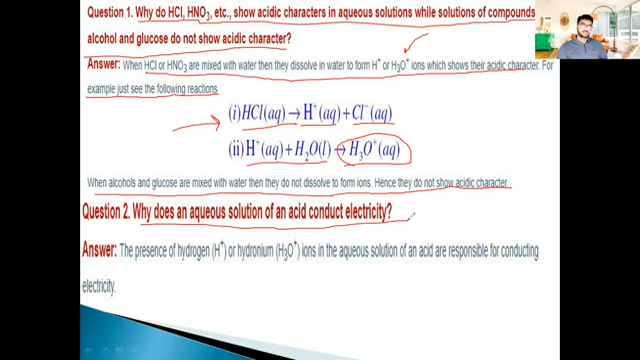 Question 1. Why do HCl, HNO3, etc., show acidic characters in aqueous solutions while solutions of compounds
alcohol and glucose do not show acidic character?
Answer: When HCl or HNO3 are mixed with water then they dissolve in water to form H+ or H3O+ ions which shows their acidic character. For
example just see the following reactions
(i) HCl(aq) → H+(aq) + Cl−(aq)
(ii) H+(aq) + H2O(l) → H3O+(aq)
When alcohols and glucose are mixed with water then they do not dissolve to form ions. Hence they do not show acidic character.
Question 2. Why does an aqueous solution of an acid conduct electricity?
Answer: The presence of hydrogen (H+) or hydronium (H3O+) ions in the aqueous solution of an acid are responsible for conducting
electricity.